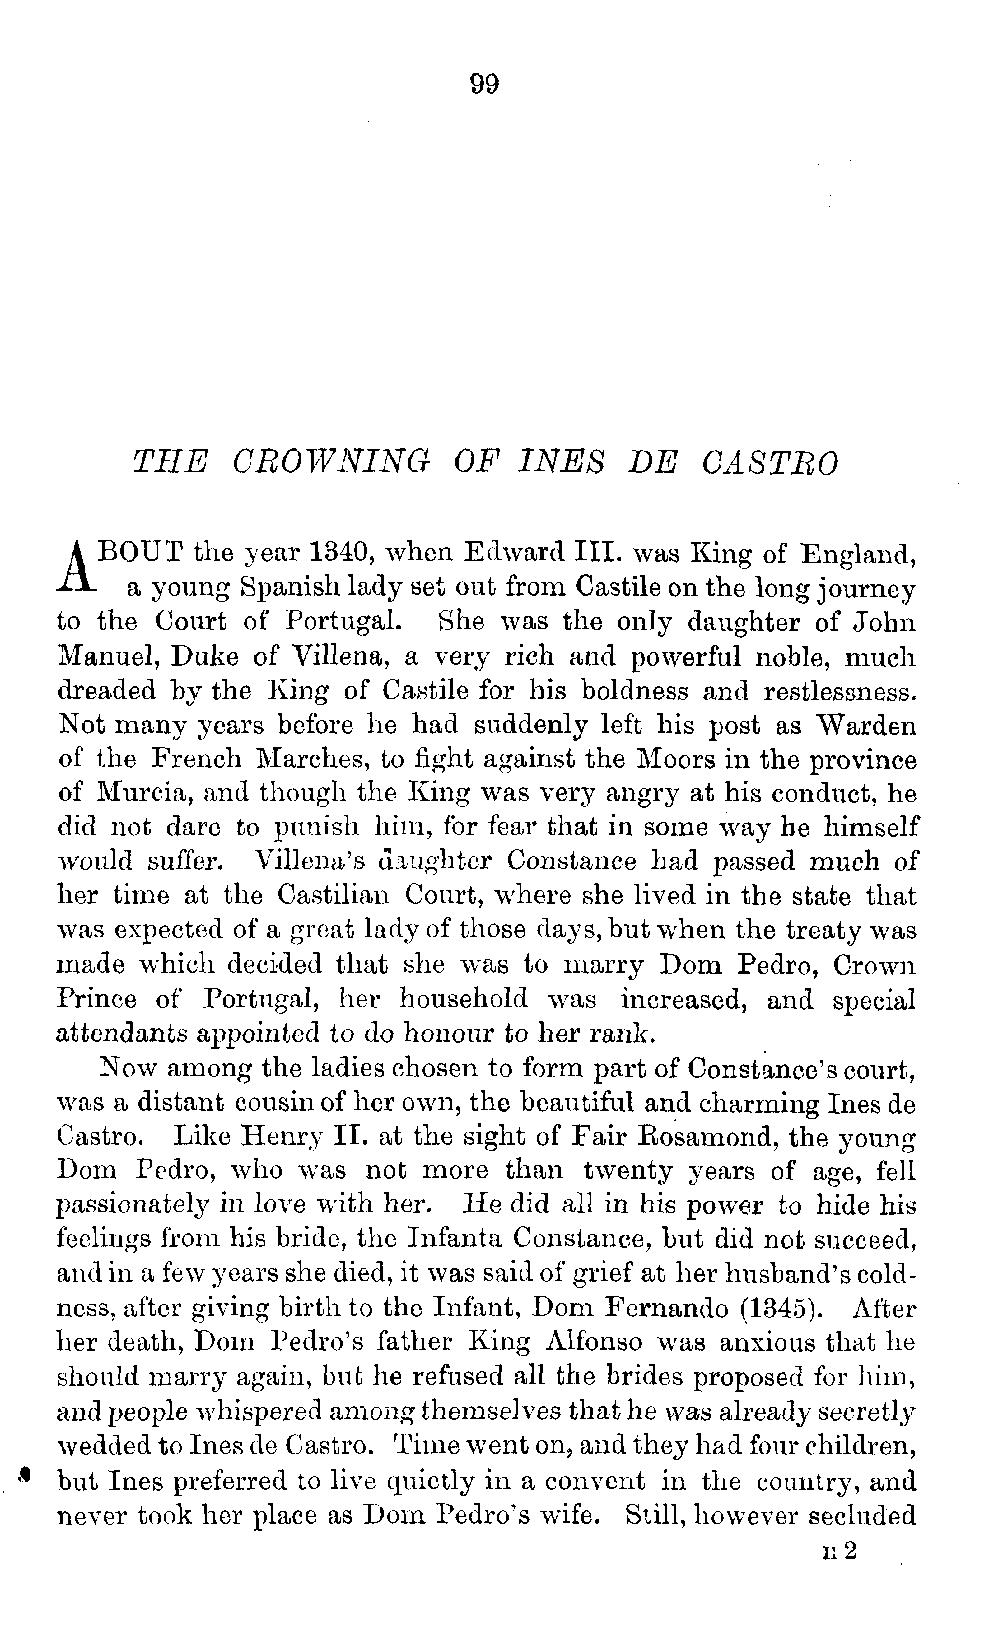 99
THE CROWNING OF INES DE CASTRO
ABOUT the year 1340, when Edward III. was King of England,
a young Spanish lady set out from Castile on the long journey
to the Court of Portugal. She was the only daughter of John
Manuel, Duke of Villena, a very rich and powerful noble, much
dreaded by the King of Castile for his boldness and restlessness.
Not many years before he had suddenly left his post as Warden
of the French Marches, to fight against the Moors in the province
of Murcia, and though the King was very angry at his conduct, he
did not dare to punish him, for fear that in some way he himself
would suffer. Villena's daughter Constance had passed much of
her time at the Castilian Court, where she lived in the state that
was expected of a great lady of those days, but when the treaty was
made which decided that she was to marry Dom Pedro, Crown
Prince of Portugal, her household was increased, and special
attendants appointed to do honour to her rank.
Now among the ladies chosen to form part of Constance's court,
was a distant cousin of her own, the beautiful and charming Ines de
Castro. Like Henry II. at the sight of Fair Rosamond, the young
Dom Pedro, who was not more than twenty years of age, fell
passionately in love with her. He did all in his power to hide his
feelings from his bride, the Infanta Constance, but did not succeed,
and in a few years she died, it was said of grief at her husband's cold-
ness, after giving birth to the Infant, Dom Fernando (1345). After
her death, Dom Pedro's father King Alfonso was anxious that he
should marry again, but he refused all the brides proposed for him,
and people whispered among themselves that he was already secretly
wedded to Ines de Castro. Time went on, and they had four children,
but Ines preferred to live quietly in a convent in the country, and
never took her place as Dom Pedro's wife. Still, however secluded
H 2